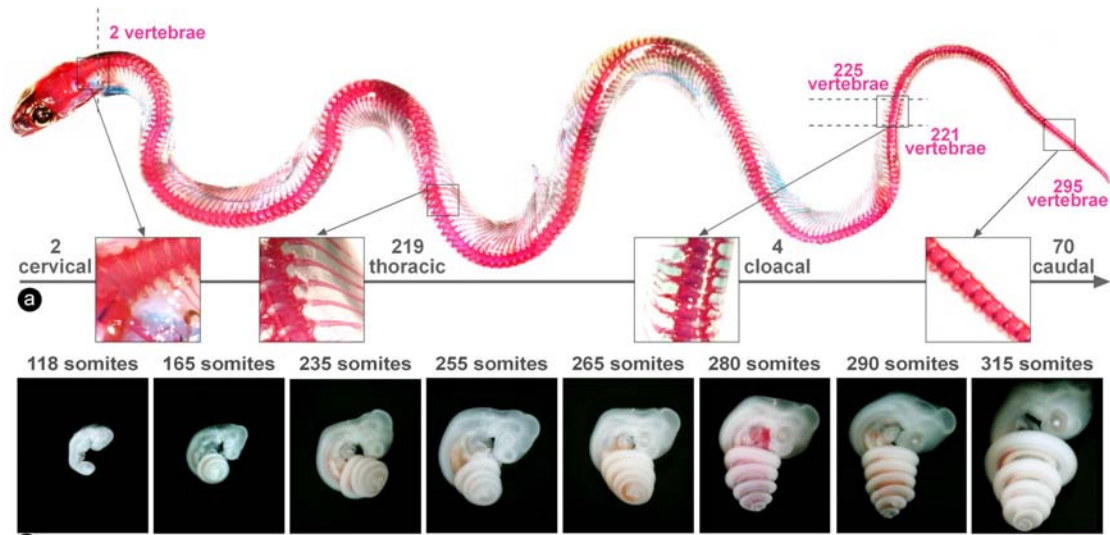 2 vertebrae
225
vertebrae
221
vertebrae
295
vertebrae
2
cervical
219
thoracic
4
cloacal
70
caudal
a
118 somites
165 somites
235 somites
255 somites
265 somites
280 somites
290 somites
315 somites